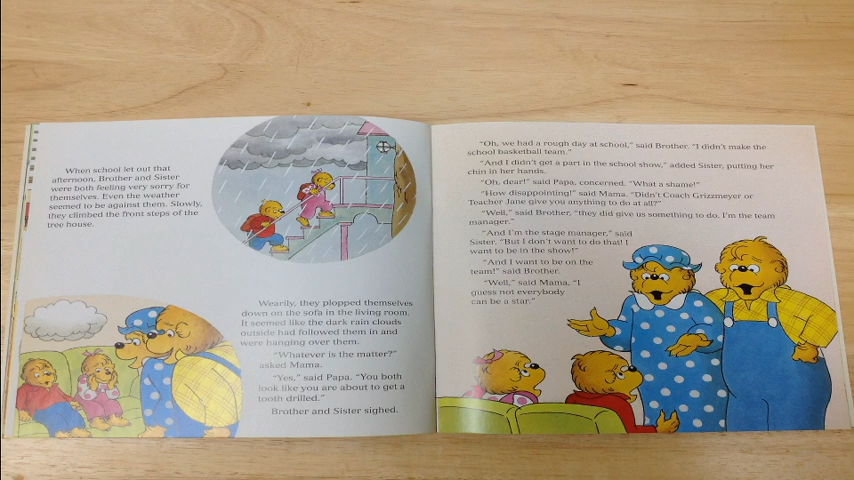 When school let out that
afternoon, Brother and Sister
were both feeling very sorry for
themselves. Even the weather
seemed to be against them. Slowly,
they climbed the front steps of the
tree house.
Wearily, they plopped themselves
down on the sofa in the living room.
It seemed like the dark rain clouds
outside had followed them in and
were hanging over them.
"Whatever is the matter?"
asked Mama.
"Yes," said Papa. "You both
look like you are about to get a
tooth drilled."
Brother and Sister sighed.
"Oh, we had a rough day at school," said Brother. "I didn't make the
school basketball team."
"And I didn't get a part in the school show," added Sister, putting her
chin in her hands.
"Oh, dear!" said Papa, concerned. "What a shame!"
"How disappointing!" said Mama. "Didn't Coach Grizzmeyer or
Teacher Jane give you anything to do at all?"
"Well," said Brother, "they did give us something to do. I'm the team
manager."
"And I'm the stage manager," said
Sister. "But I don't want to do that! I
want to be in the show!"
"And I want to be on the
team!" said Brother.
"Well," said Mama. "I
guess not everybody
can be a star."